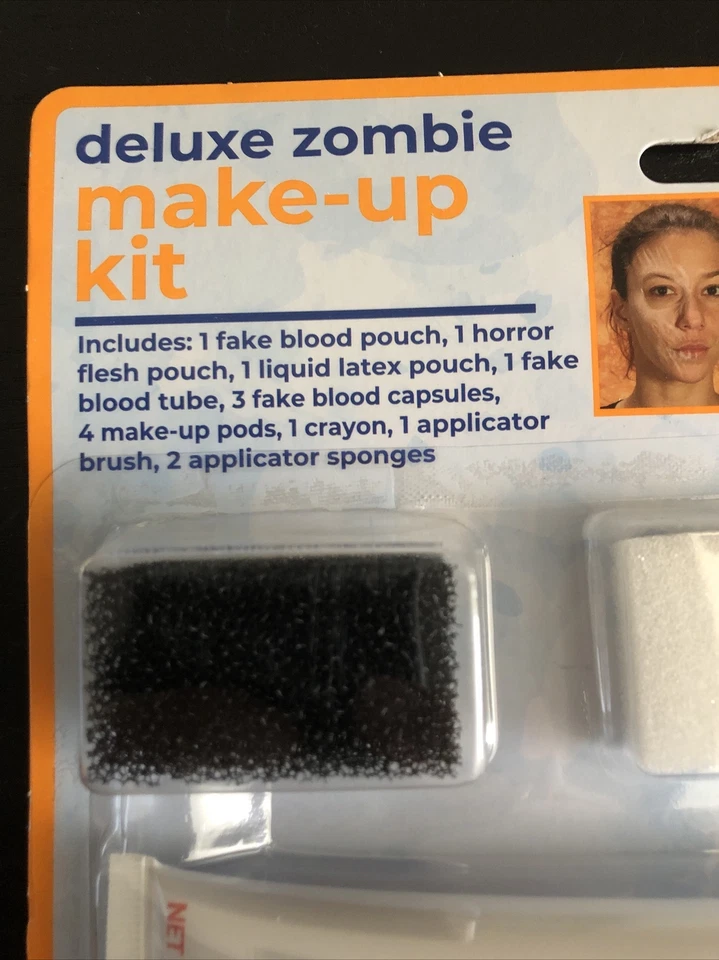 deluxe zombie
make-up
kit
Includes: 1 fake blood pouch, 1 horror
flesh pouch, 1 liquid latex pouch, 1 fake
blood tube, 3 fake blood capsules,
4 make-up pods, 1 crayon, 1 applicator
brush, 2 applicator sponges
NET